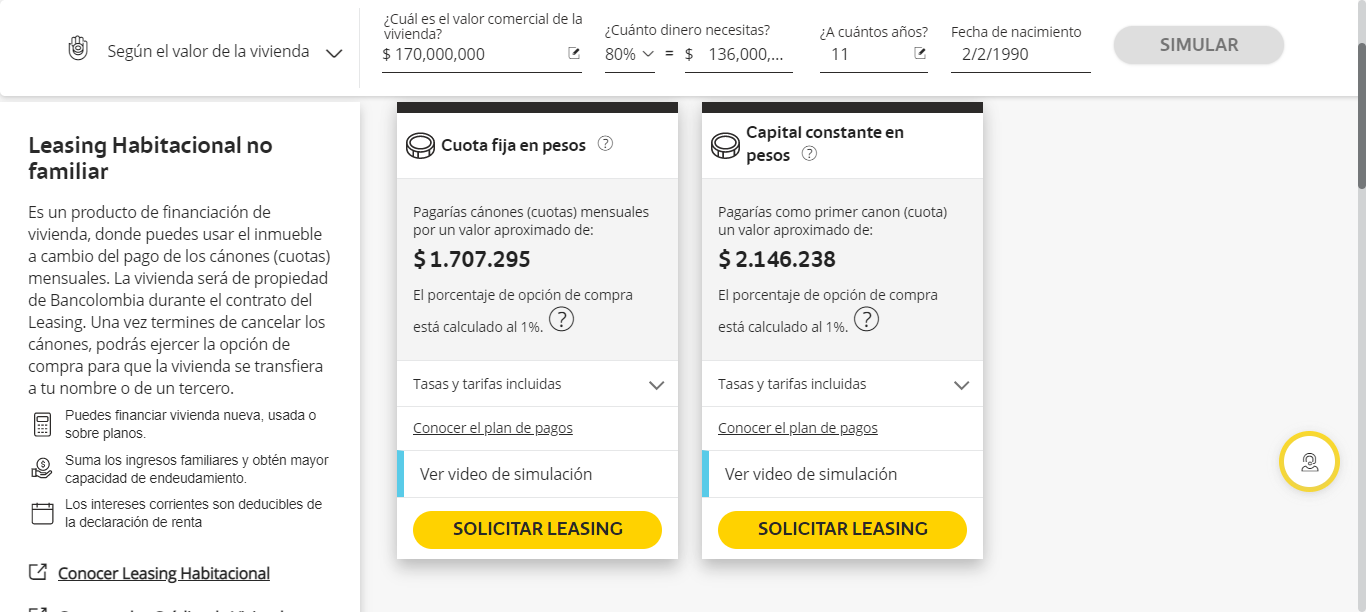 Según el valor de la vivienda
¿Cuál es el valor comercial de la
vivienda?
$ 170,000,000
¿Cuánto dinero necesitas?
80% = $ 136,000,...
¿A cuántos años?
11
Fecha de nacimiento
2/2/1990
SIMULAR
Leasing Habitacional no
familiar
Es un producto de financiación de
vivienda, donde puedes usar el inmueble
a cambio del pago de los cánones (cuotas)
mensuales. La vivienda será de propiedad
de Bancolombia durante el contrato del
Leasing. Una vez termines de cancelar los
cánones, podrás ejercer la opción de
compra para que la vivienda se transfiera
a tu nombre o de un tercero.
Puedes financiar vivienda nueva, usada o
sobre planos.
Suma los ingresos familiares y obtén mayor
capacidad de endeudamiento.
Los intereses corrientes son deducibles de
la declaración de renta
Conocer Leasing Habitacional
Cuota fija en pesos ?
Pagarías cánones (cuotas) mensuales
por un valor aproximado de:
$ 1.707.295
El porcentaje de opción de compra
está calculado al 1%. ?
Tasas y tarifas incluidas
Conocer el plan de pagos
Ver video de simulación
SOLICITAR LEASING
Capital constante en
pesos ?
Pagarías como primer canon (cuota)
un valor aproximado de:
$ 2.146.238
El porcentaje de opción de compra
está calculado al 1%. ?
Tasas y tarifas incluidas
Conocer el plan de pagos
Ver video de simulación
SOLICITAR LEASING